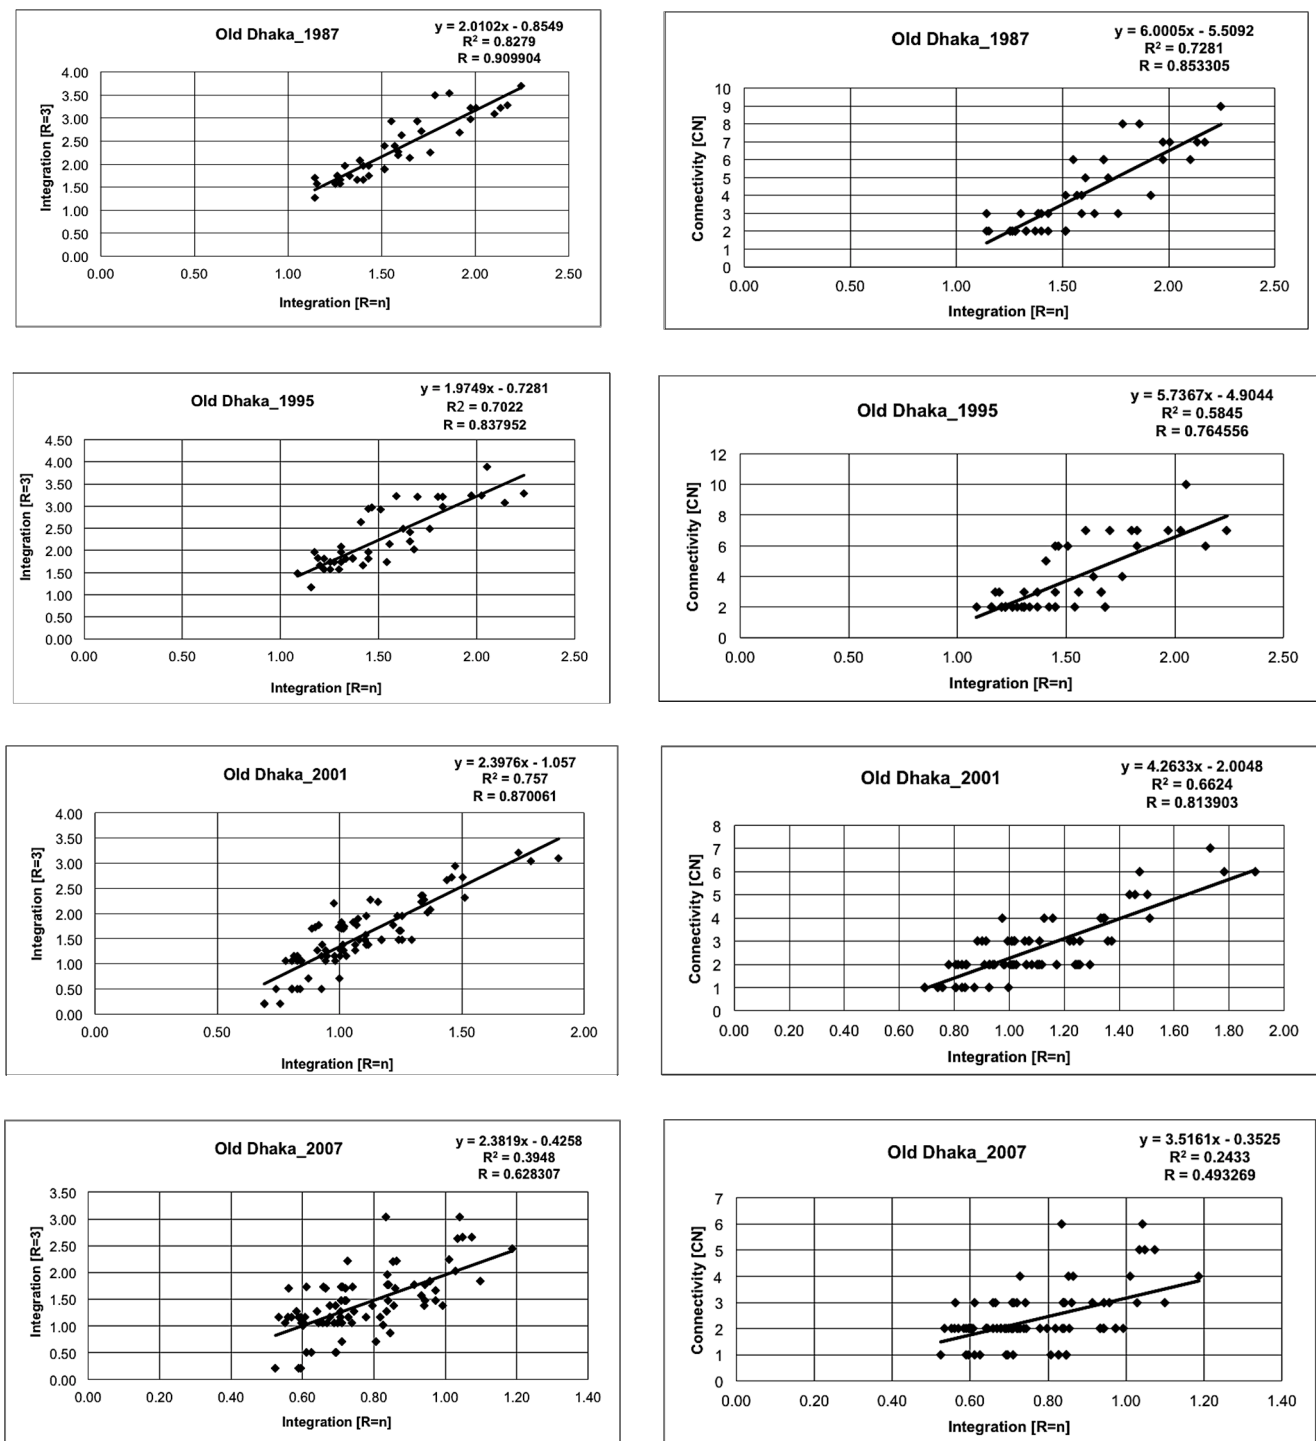 Old Dhaka_1987
y = 2.0102x - 0.8549
R² = 0.8279
R = 0.909904
Integration [R=3]
4.00
3.50
3.00
2.50
2.00
1.50
1.00
0.50
0.00
0.00 0.50 1.00 1.50 2.00 2.50
Integration [R=n]
Old Dhaka_1987
y = 6.0005x - 5.5092
R² = 0.7281
R = 0.853305
Connectivity [CN]
10
9
8
7
6
5
4
3
2
1
0
0.00 0.50 1.00 1.50 2.00 2.50
Integration [R=n]
Old Dhaka_1995
y = 1.9749x - 0.7281
R2 = 0.7022
R = 0.837952
Integration [R=3]
4.50
4.00
3.50
3.00
2.50
2.00
1.50
1.00
0.50
0.00
0.00 0.50 1.00 1.50 2.00 2.50
Integration [R=n]
Old Dhaka_1995
y = 5.7367x - 4.9044
R² = 0.5845
R = 0.764556
Connectivity [CN]
12
10
8
6
4
2
0
0.00 0.50 1.00 1.50 2.00 2.50
Integration [R=n]
Old Dhaka_2001
y = 2.3976x - 1.057
R² = 0.757
R = 0.870061
Integration [R=3]
4.00
3.50
3.00
2.50
2.00
1.50
1.00
0.50
0.00
0.00 0.50 1.00 1.50 2.00
Integration [R=n]
Old Dhaka_2001
y = 4.2633x - 2.0048
R² = 0.6624
R = 0.813903
Connectivity [CN]
8
7
6
5
4
3
2
1
0
0.00 0.20 0.40 0.60 0.80 1.00 1.20 1.40 1.60 1.80 2.00
Integration [R=n]
Old Dhaka_2007
y = 2.3819x - 0.4258
R² = 0.3948
R = 0.628307
Integration [R=3]
3.50
3.00
2.50
2.00
1.50
1.00
0.50
0.00
0.00 0.20 0.40 0.60 0.80 1.00 1.20 1.40
Integration [R=n]
Old Dhaka_2007
y = 3.5161x - 0.3525
R² = 0.2433
R = 0.493269
Connectivity [CN]
7
6
5
4
3
2
1
0
0.00 0.20 0.40 0.60 0.80 1.00 1.20 1.40
Integration [R=n]